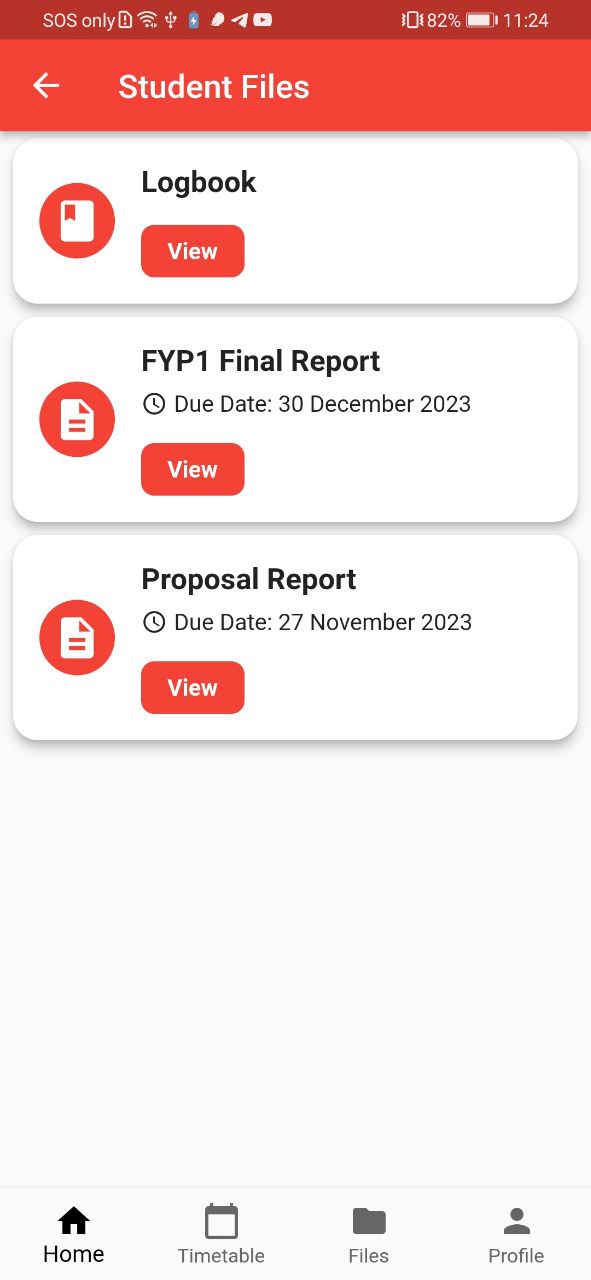 SOS only 82% 11:24
Student Files
Logbook
View
FYP1 Final Report
Due Date: 30 December 2023
View
Proposal Report
Due Date: 27 November 2023
View
Home Timetable Files Profile